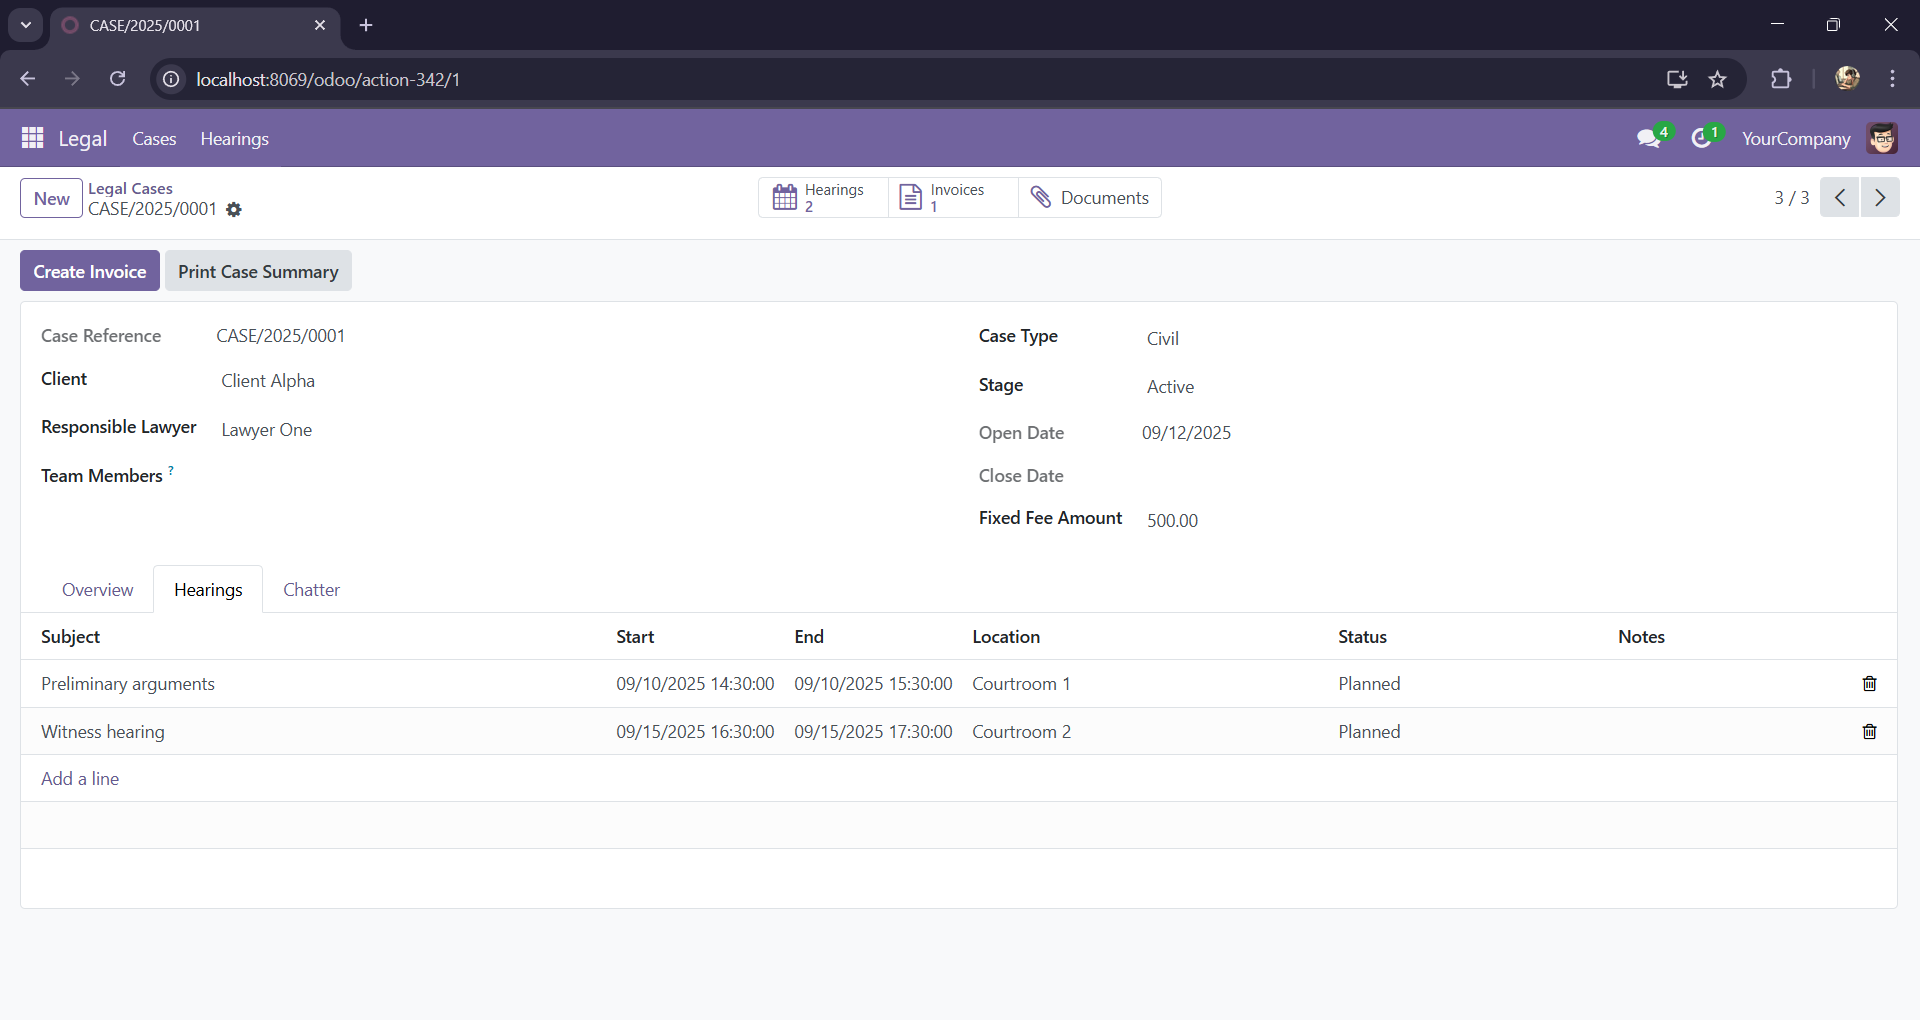 CASE/2025/0001
localhost:8069/odoo/action-342/1
Legal Cases Hearings 4 1 YourCompany
New Legal Cases CASE/2025/0001
Hearings 2 Invoices 1 Documents 3 / 3
Create Invoice Print Case Summary
Case Reference CASE/2025/0001
Client Client Alpha
Responsible Lawyer Lawyer One
Team Members ?
Case Type Civil
Stage Active
Open Date 09/12/2025
Close Date
Fixed Fee Amount 500.00
Overview Hearings Chatter
Subject Start End Location Status Notes
Preliminary arguments 09/10/2025 14:30:00 09/10/2025 15:30:00 Courtroom 1 Planned
Witness hearing 09/15/2025 16:30:00 09/15/2025 17:30:00 Courtroom 2 Planned
Add a line